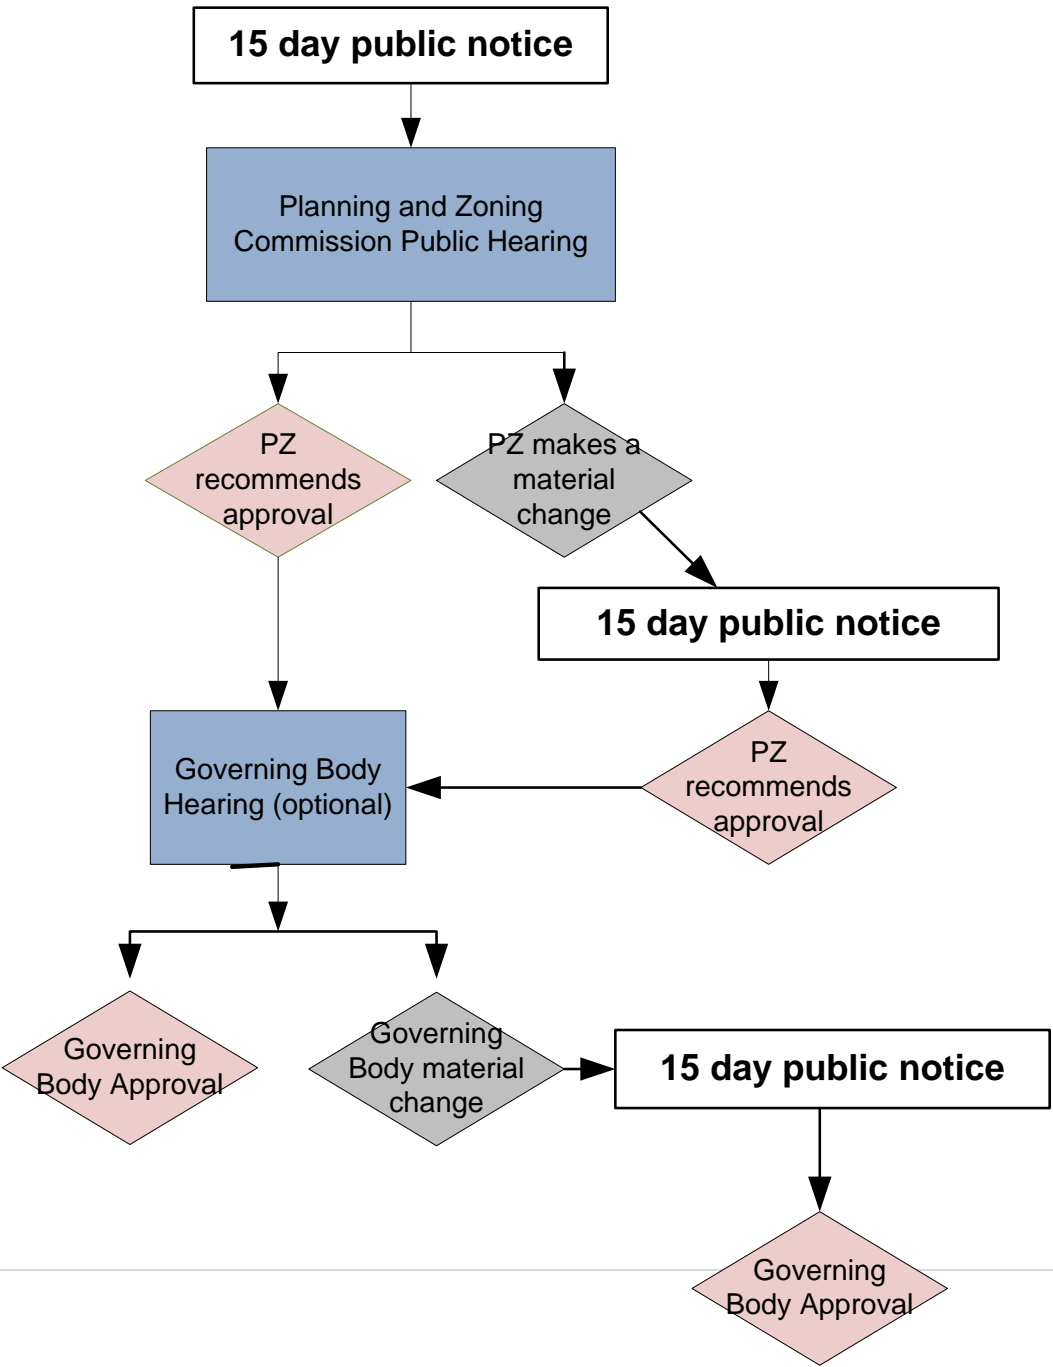 15 day public notice
Planning and Zoning
Commission Public Hearing
PZ
recommends
approval
PZ makes a
material
change
15 day public notice
Governing Body
Hearing (optional)
PZ
recommends
approval
Governing
Body Approval
Governing
Body material
change
15 day public notice
Governing
Body Approval